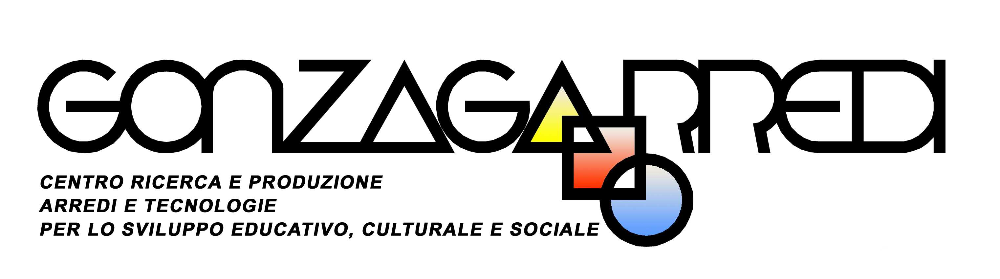 GONZAGARREDI
CENTRO RICERCA E PRODUZIONE
ARREDI E TECNOLOGIE
PER LO SVILUPPO EDUCATIVO, CULTURALE E SOCIALE